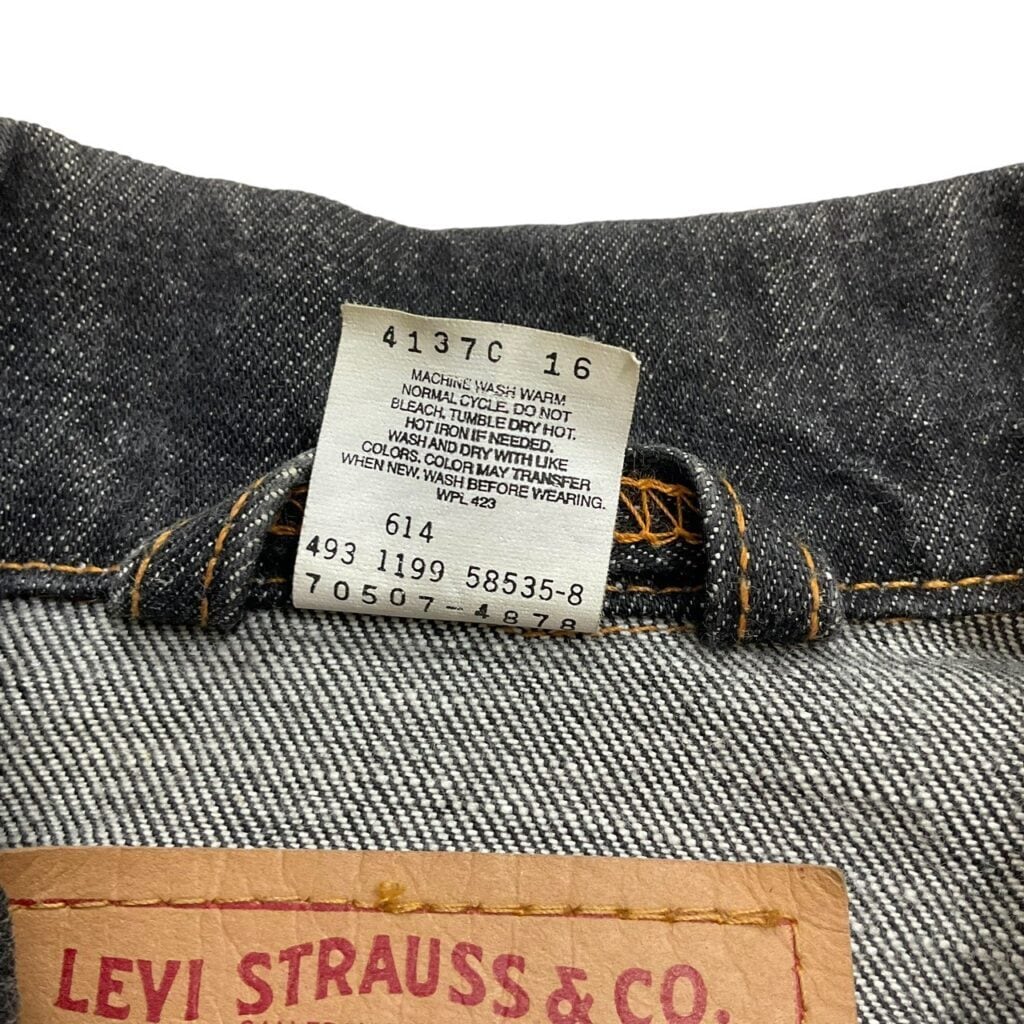 4137C 16
MACHINE WASH WARM
NORMAL CYCLE. DO NOT
BLEACH. TUMBLE DRY HOT.
HOT IRON IF NEEDED.
WASH AND DRY WITH LIKE
COLORS. COLOR MAY TRANSFER
WHEN NEW. WASH BEFORE WEARING.
WPL 423
614
493 1199 58535-8
70507-4878
LEVI STRAUSS & CO.